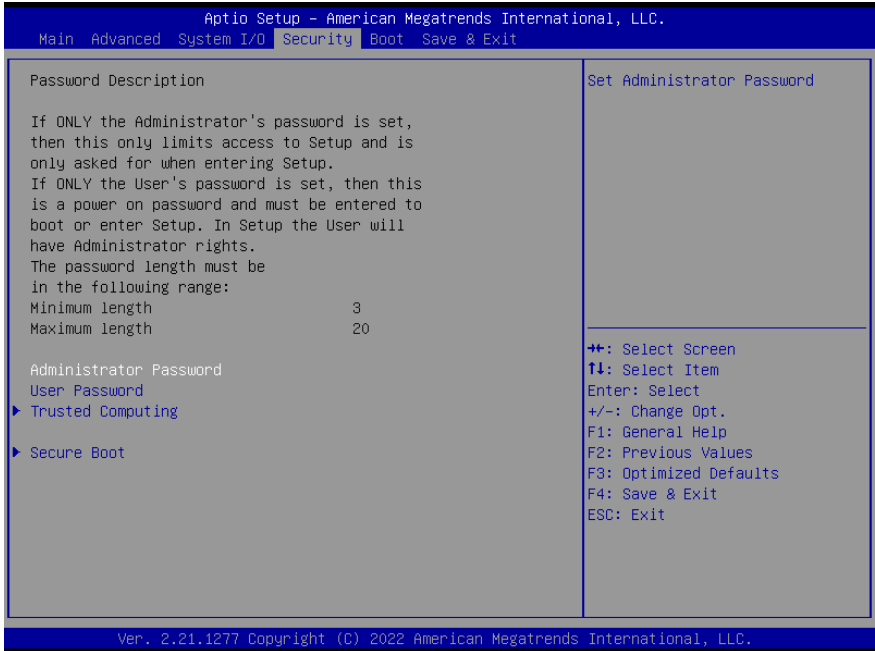 Aptio Setup – American Megatrends International, LLC.
Main Advanced System I/O Security Boot Save & Exit
Password Description
If ONLY the Administrator's password is set,
then this only limits access to Setup and is
only asked for when entering Setup.
If ONLY the User's password is set, then this
is a power on password and must be entered to
boot or enter Setup. In Setup the User will
have Administrator rights.
The password length must be
in the following range:
Minimum length 3
Maximum length 20
Administrator Password
User Password
Trusted Computing
Secure Boot
Set Administrator Password
→←: Select Screen
↑↓: Select Item
Enter: Select
+/-: Change Opt.
F1: General Help
F2: Previous Values
F3: Optimized Defaults
F4: Save & Exit
ESC: Exit
Ver. 2.21.1277 Copyright (C) 2022 American Megatrends International, LLC.